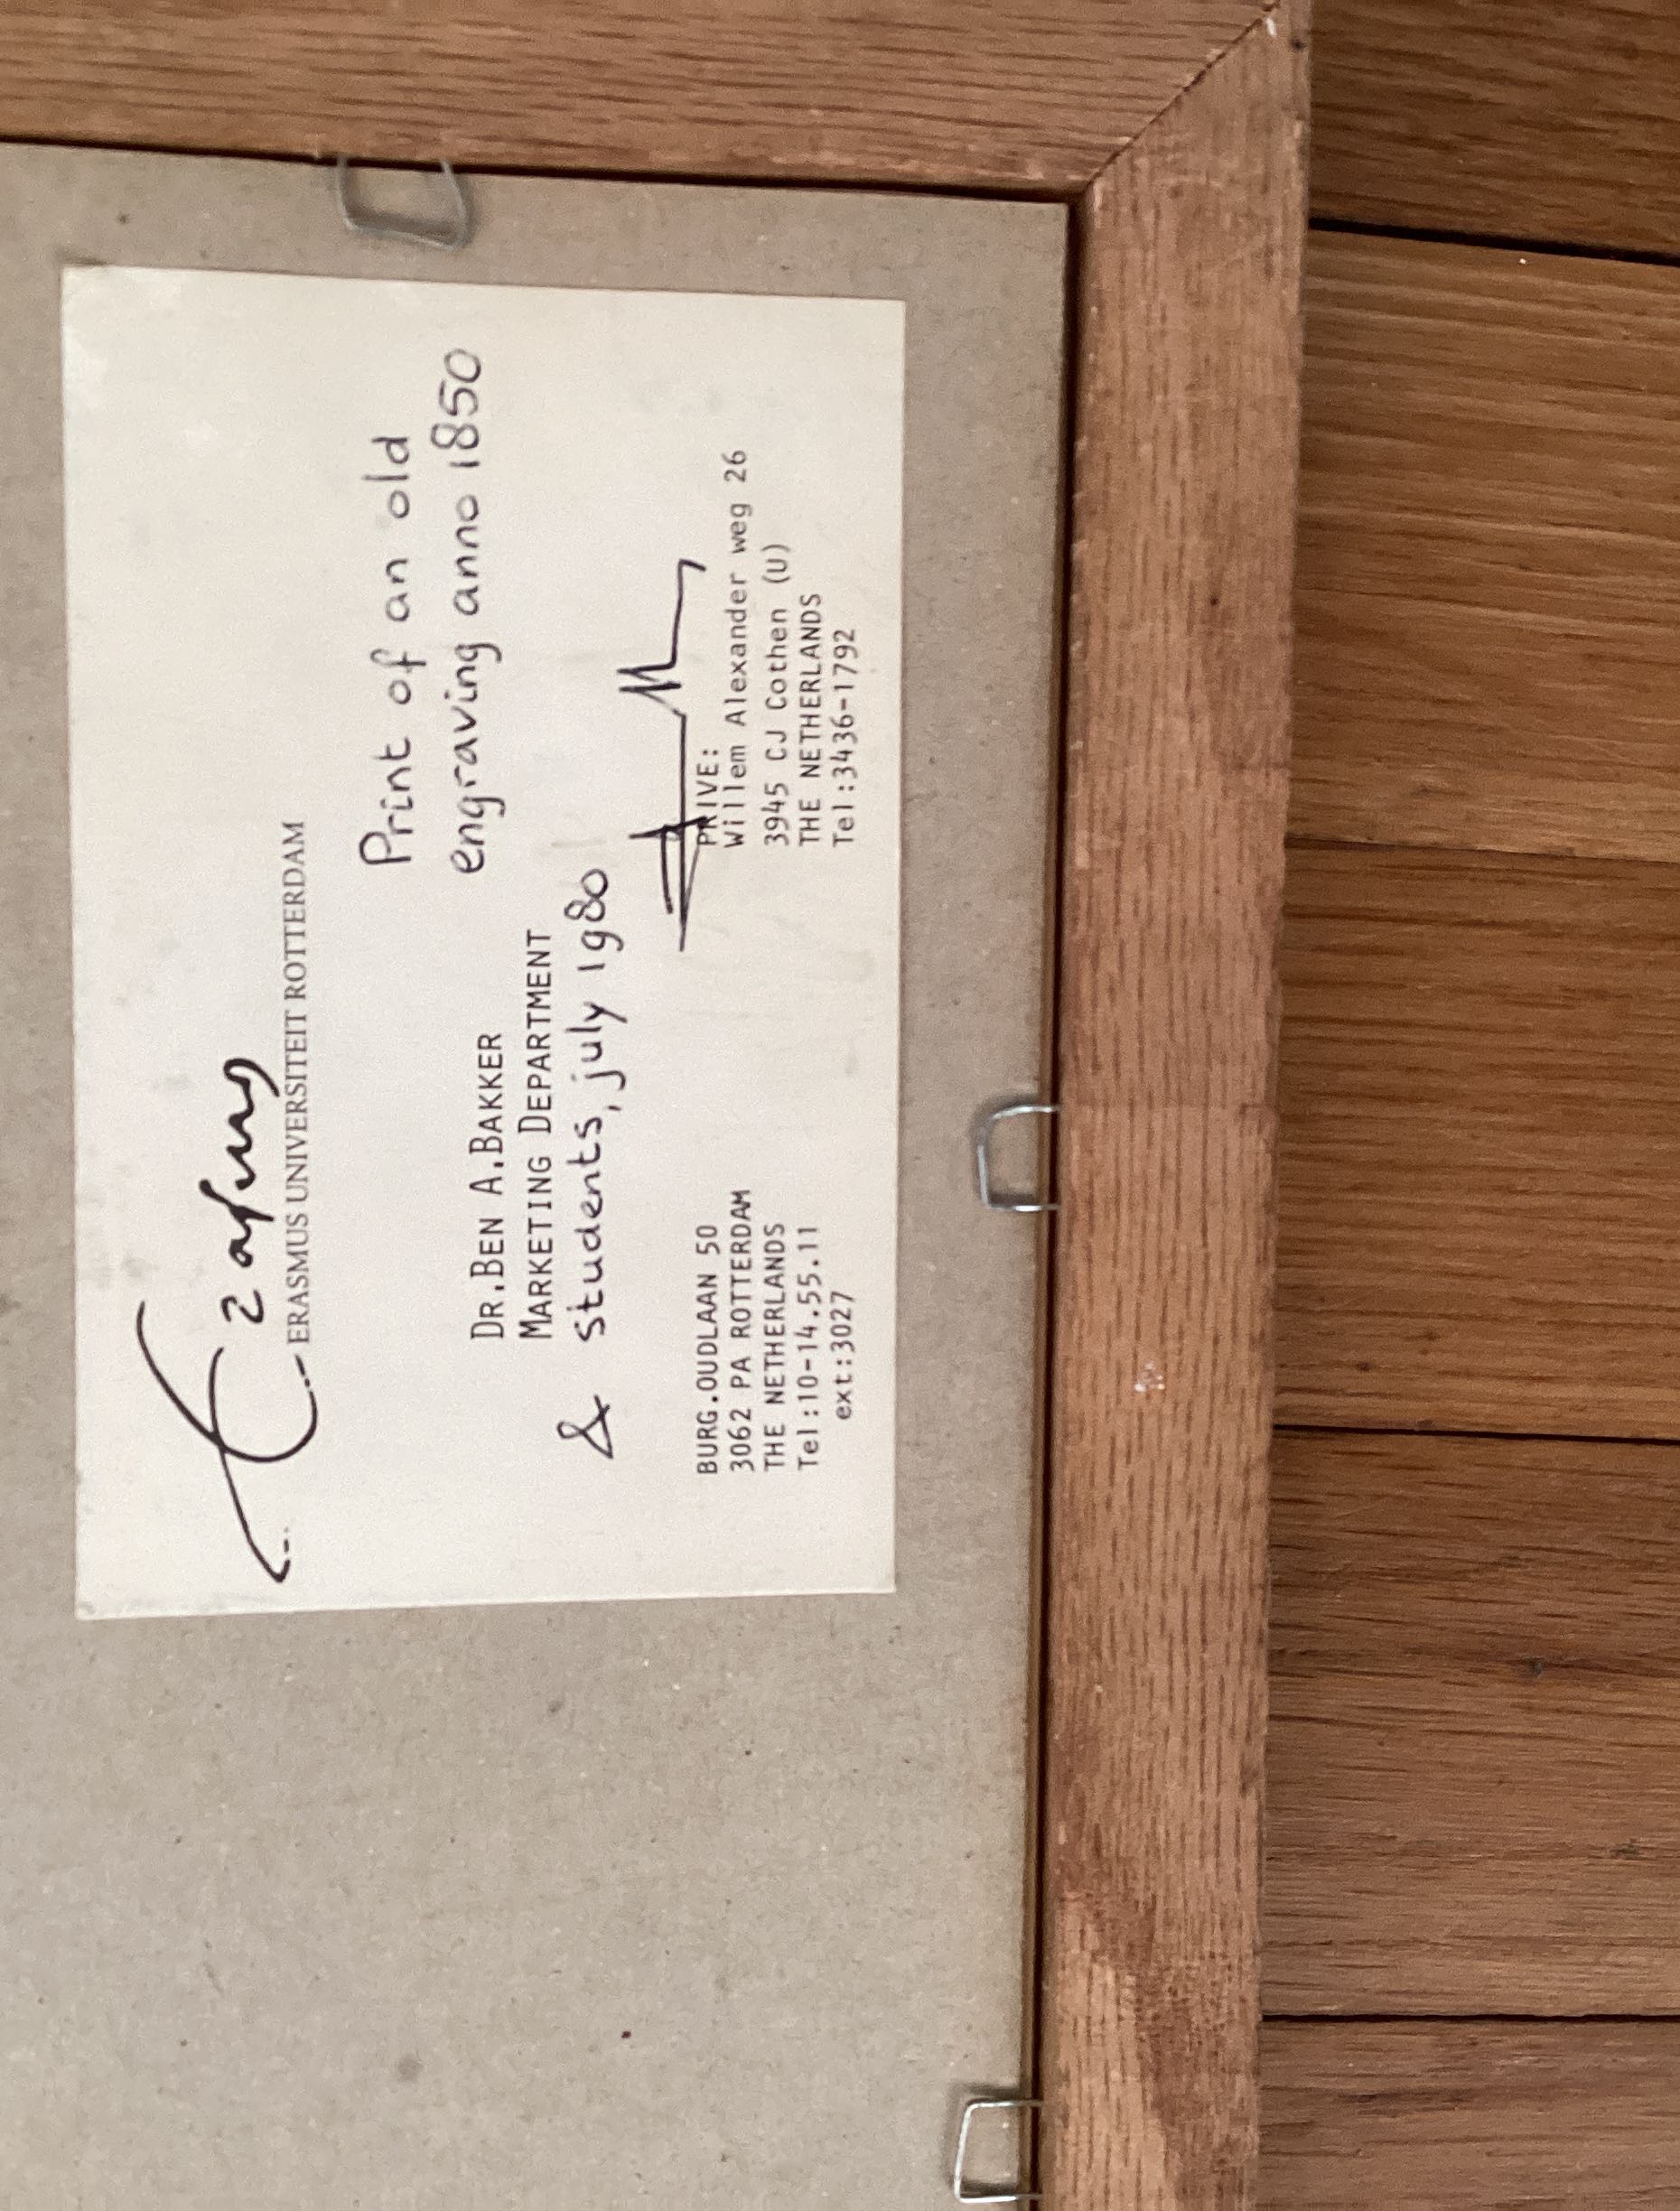 Erasmus
ERASMUS UNIVERSITEIT ROTTERDAM
Print of an old
engraving anno 1850
DR.BEN A.BAKKER
MARKETING DEPARTMENT
& students, july 1980
BURG.OUDLAAN 50
3062 PA ROTTERDAM
THE NETHERLANDS
Tel:10-14.55.11
ext:3027
PRIVE:
Willem Alexander weg 26
3945 CJ Cothen (U)
THE NETHERLANDS
Tel:3436-1792